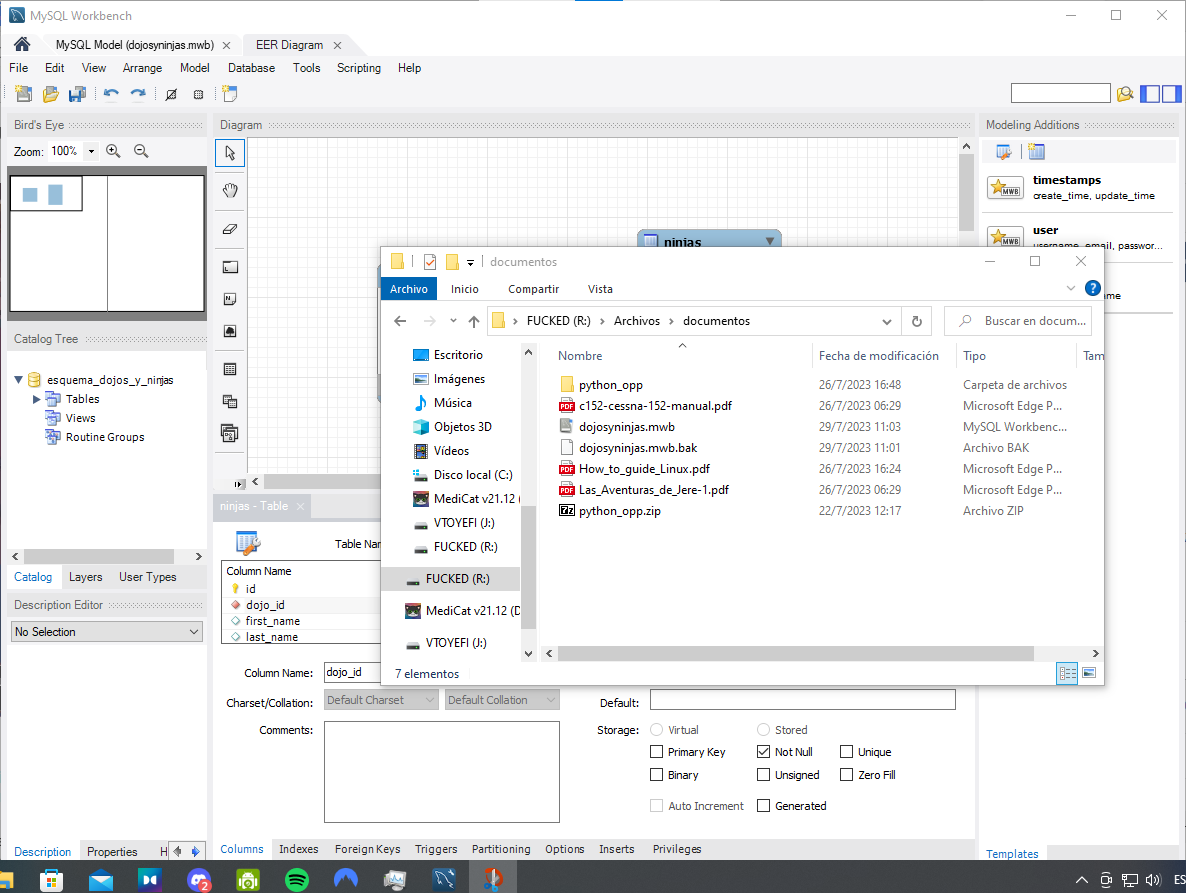 MySQL Workbench
MySQL Model (dojosyninjas.mwb)
EER Diagram
File Edit View Arrange Model Database Tools Scripting Help
Bird's Eye
Zoom: 100%
Diagram
Modeling Additions
timestamps
create_time, update_time
user
username, email, passwor...
ninjas
documentos
Archivo Inicio Compartir Vista
FUCKED (R:) Archivos documentos
Buscar en docum...
Catalog Tree
esquema_dojos_y_ninjas
Tables
Views
Routine Groups
Catalog Layers User Types
Description Editor
No Selection
Description Properties H
Escritorio
Imágenes
Música
Objetos 3D
Vídeos
Disco local (C:)
MediCat v21.12 (
VTOYEFI (J:)
FUCKED (R:)
FUCKED (R:)
MediCat v21.12 (D
VTOYEFI (J:)
Nombre Fecha de modificación Tipo Tam
python_opp 26/7/2023 16:48 Carpeta de archivos
c152-cessna-152-manual.pdf 26/7/2023 06:29 Microsoft Edge P...
dojosyninjas.mwb 29/7/2023 11:03 MySQL Workbenc...
dojosyninjas.mwb.bak 29/7/2023 11:01 Archivo BAK
How_to_guide_Linux.pdf 26/7/2023 16:24 Microsoft Edge P...
Las_Aventuras_de_Jere-1.pdf 26/7/2023 06:29 Microsoft Edge P...
python_opp.zip 22/7/2023 12:17 Archivo ZIP
7 elementos
ninjas - Table
Table Nar
Column Name
id
dojo_id
first_name
last_name
Column Name: dojo_id
Charset/Collation: Default Charset Default Collation
Comments:
Default:
Storage: Virtual Stored
Primary Key Not Null Unique
Binary Unsigned Zero Fill
Auto Increment Generated
Columns Indexes Foreign Keys Triggers Partitioning Options Inserts Privileges
Templates
2
ES